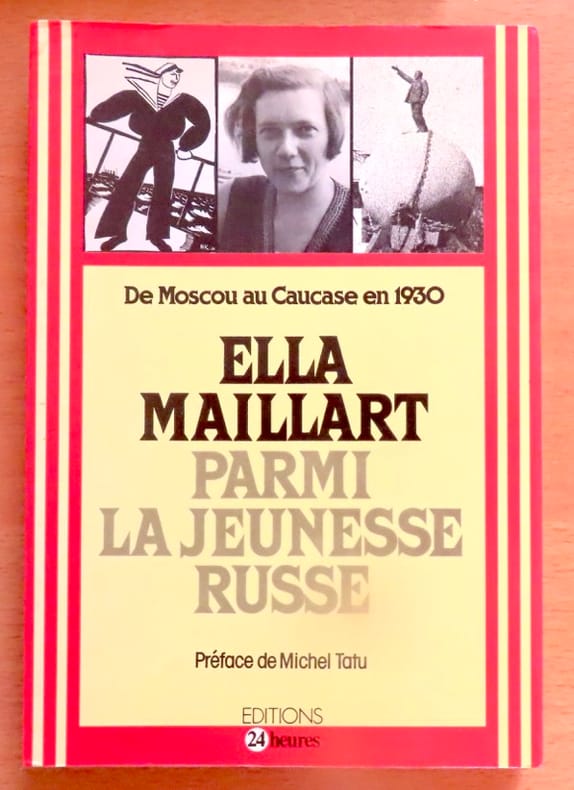 De Moscou au Caucase en 1930
ELLA
MAILLART
PARMI
LA JEUNESSE
RUSSE
Préface de Michel Tatu
EDITIONS
24 heures